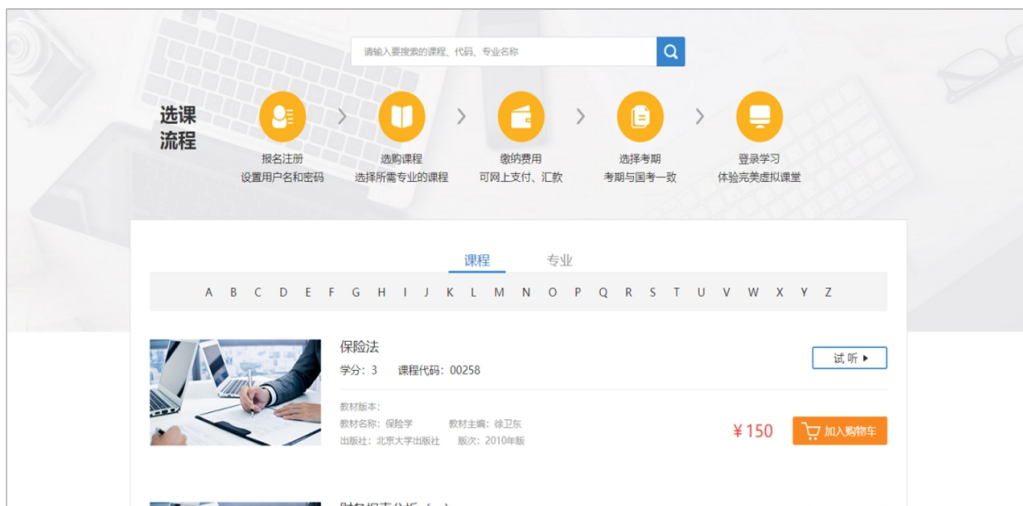 请输入要搜索的课程、代码、专业名称
选课
流程
报名注册
设置用户名和密码
选购课程
选择所需专业的课程
缴纳费用
可网上支付、汇款
选择考期
考期与国考一致
登录学习
体验完美虚拟课堂
课程 专业
A B C D E F G H I J K L M N O P Q R S T U V W X Y Z
保险法
试 听
学分：3 课程代码：00258
教材版本：
教材名称：保险学 教材主编：徐卫东
出版社：北京大学出版社 版次：2010年版
¥150 加入购物车